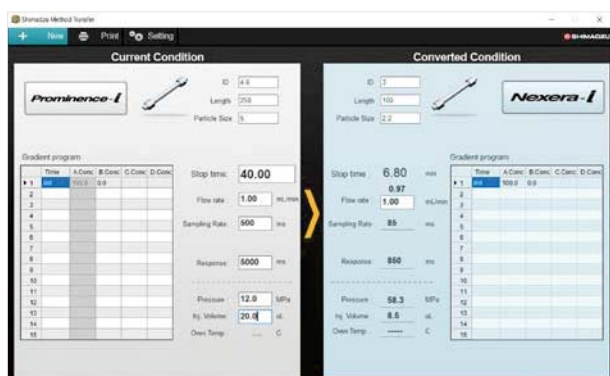 Shimadzu Method Transfer
+ New Print Setting SHIMADZU
Current Condition
Prominence-i
ID 4.6
Length 250
Particle Size 5
Gradient program
Time A.Conc B.Conc C.Conc D.Conc
1 Init 100.0 0.0
2
3
4
5
6
7
8
9
10
11
12
13
14
15
Stop time: 40.00
Flow rate: 1.00 mL/min
Sampling Rate: 500 ms
Response: 5000 ms
Pressure: 12.0 MPa
Inj. Volume: 20.0 uL
Oven Temp: ---- C
Converted Condition
ID 3
Length 100
Particle Size 2.2
Nexera-i
Stop time: 6.80 min
0.97
Flow rate: 1.00 mL/min
Sampling Rate: 85 ms
Response: 850 ms
Pressure: 58.3 MPa
Inj. Volume: 8.5 uL
Oven Temp: ----- C
Gradient program
Time A.Conc B.Conc C.Conc D.Conc
1 Init 100.0 0.0
2
3
4
5
6
7
8
9
10
11
12
13
14
15